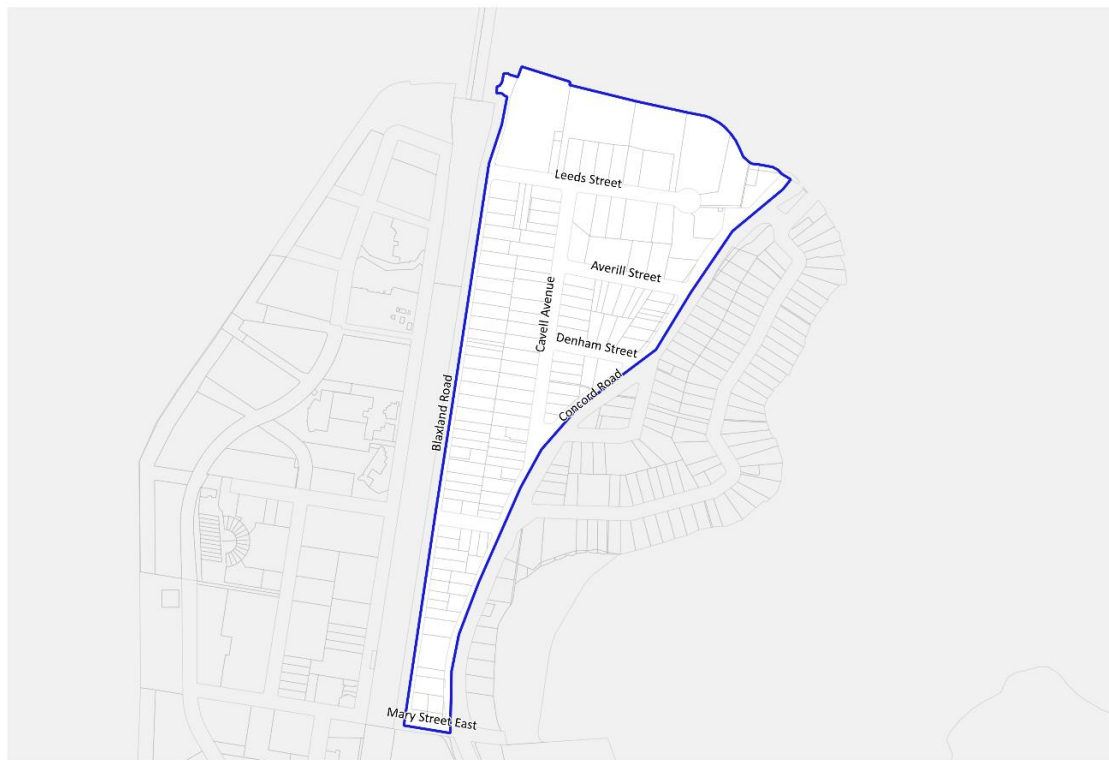 Leeds Street
Averill Street
Cavell Avenue
Denham Street
Concord Road
Blaxland Road
Mary Street East